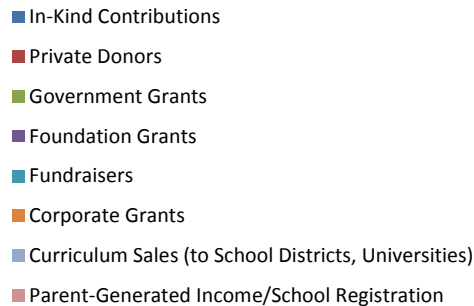 In-Kind Contributions
Private Donors
Government Grants
Foundation Grants
Fundraisers
Corporate Grants
Curriculum Sales (to School Districts, Universities)
Parent-Generated Income/School Registration